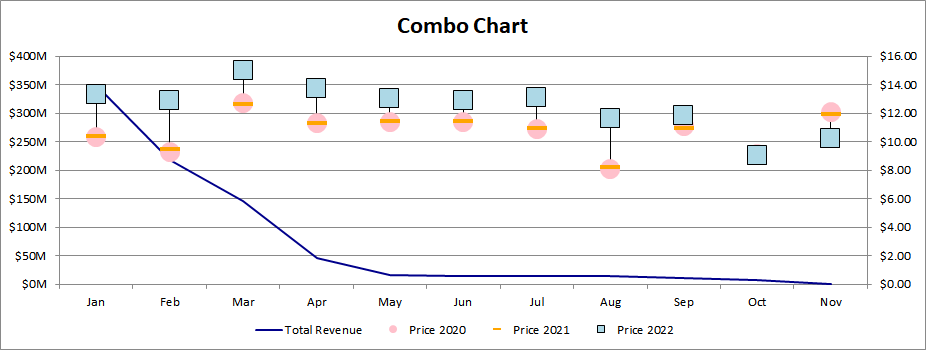 Combo Chart
$400M
$350M
$300M
$250M
$200M
$150M
$100M
$50M
$0M
$16.00
$14.00
$12.00
$10.00
$8.00
$6.00
$4.00
$2.00
$0.00
Jan Feb Mar Apr May Jun Jul Aug Sep Oct Nov
Total Revenue Price 2020 Price 2021 Price 2022